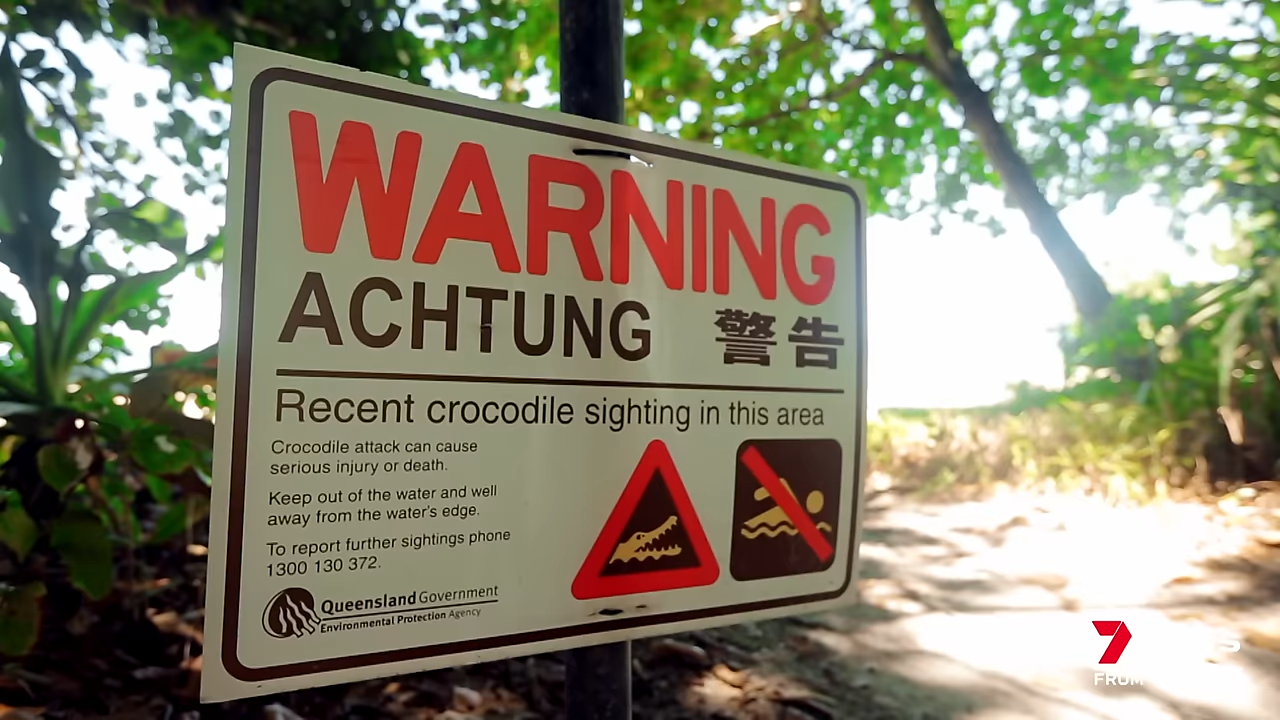 WARNING
ACHTUNG 警告
Recent crocodile sighting in this area
Crocodile attack can cause
serious injury or death.
Keep out of the water and well
away from the water's edge.
To report further sightings phone
1300 130 372.
Queensland Government
Environmental Protection Agency
7
FROM